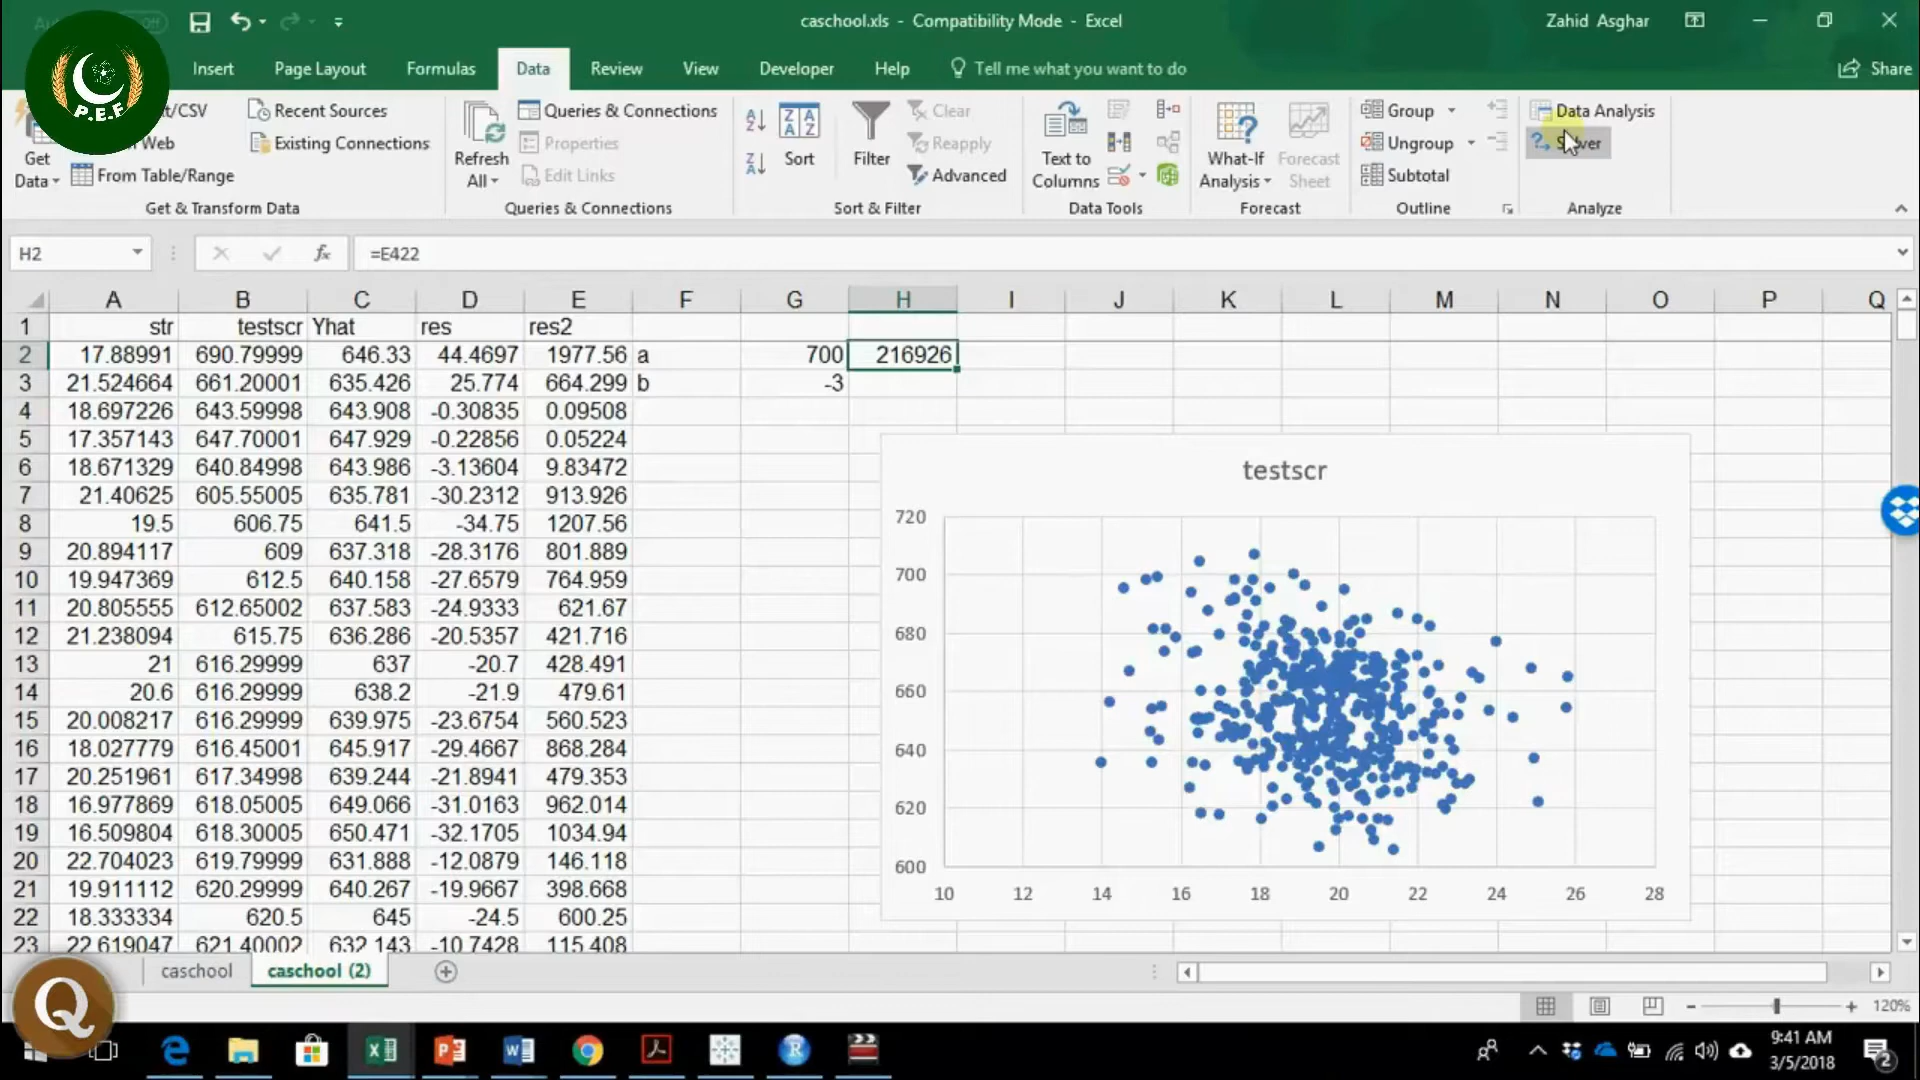 caschool.xls - Compatibility Mode - Excel
Zahid Asghar
P.E.F
Insert Page Layout Formulas Data Review View Developer Help Tell me what you want to do Share
t/CSV Recent Sources
Web Existing Connections
From Table/Range
Get Data
Get & Transform Data
Refresh All
Queries & Connections
Properties
Edit Links
Queries & Connections
Sort
Filter
Clear
Reapply
Advanced
Sort & Filter
Text to Columns
Data Tools
What-If Analysis
Forecast Sheet
Forecast
Group
Ungroup
Subtotal
Outline
Data Analysis
Solver
Analyze
H2 fx =E422
A B C D E F G H I J K L M N O P Q
1 str testscr Yhat res res2
2 17.88991 690.79999 646.33 44.4697 1977.56 a 700 216926
3 21.524664 661.20001 635.426 25.774 664.299 b -3
4 18.697226 643.59998 643.908 -0.30835 0.09508
5 17.357143 647.70001 647.929 -0.22856 0.05224
6 18.671329 640.84998 643.986 -3.13604 9.83472
7 21.40625 605.55005 635.781 -30.2312 913.926
8 19.5 606.75 641.5 -34.75 1207.56
9 20.894117 609 637.318 -28.3176 801.889
10 19.947369 612.5 640.158 -27.6579 764.959
11 20.805555 612.65002 637.583 -24.9333 621.67
12 21.238094 615.75 636.286 -20.5357 421.716
13 21 616.29999 637 -20.7 428.491
14 20.6 616.29999 638.2 -21.9 479.61
15 20.008217 616.29999 639.975 -23.6754 560.523
16 18.027779 616.45001 645.917 -29.4667 868.284
17 20.251961 617.34998 639.244 -21.8941 479.353
18 16.977869 618.05005 649.066 -31.0163 962.014
19 16.509804 618.30005 650.471 -32.1705 1034.94
20 22.704023 619.79999 631.888 -12.0879 146.118
21 19.911112 620.29999 640.267 -19.9667 398.668
22 18.333334 620.5 645 -24.5 600.25
23 22.619047 621.40002 632.143 -10.7428 115.408
testscr
720
700
680
660
640
620
600
10 12 14 16 18 20 22 24 26 28
caschool caschool (2)
120%
Q
9:41 AM
3/5/2018
2